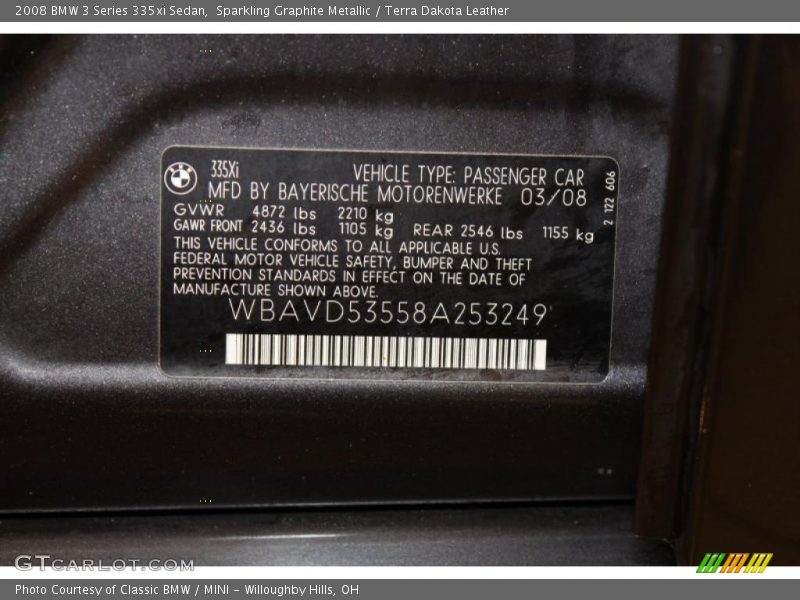 2008 BMW 3 Series 335xi Sedan, Sparkling Graphite Metallic / Terra Dakota Leather
335Xi VEHICLE TYPE: PASSENGER CAR
MFD BY BAYERISCHE MOTORENWERKE 03/08
GVWR 4872 lbs 2210 kg
GAWR FRONT 2436 lbs 1105 kg REAR 2546 lbs 1155 kg
THIS VEHICLE CONFORMS TO ALL APPLICABLE U.S.
FEDERAL MOTOR VEHICLE SAFETY, BUMPER AND THEFT
PREVENTION STANDARDS IN EFFECT ON THE DATE OF
MANUFACTURE SHOWN ABOVE.
WBAVD53558A253249
2 122 606
GTCARLOT.COM
Photo Courtesy of Classic BMW / MINI - Willoughby Hills, OH